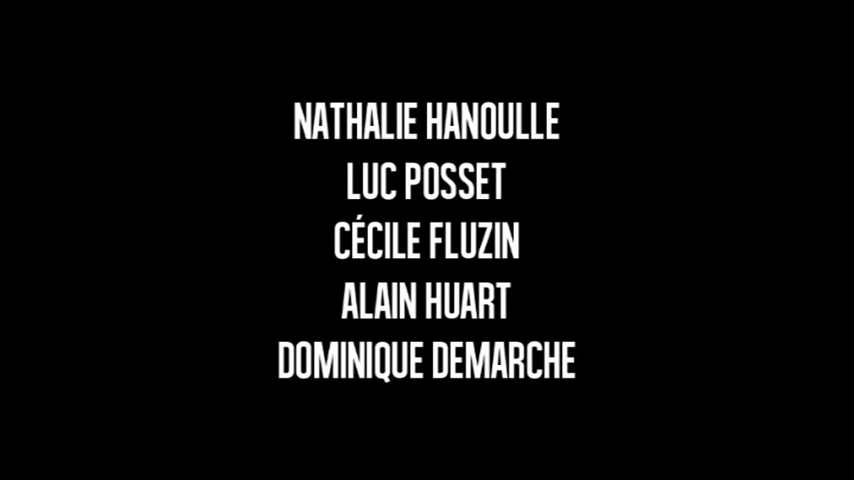 NATHALIE HANOULLE
LUC POSSET
CÉCILE FLUZIN
ALAIN HUART
DOMINIQUE DEMARCHE